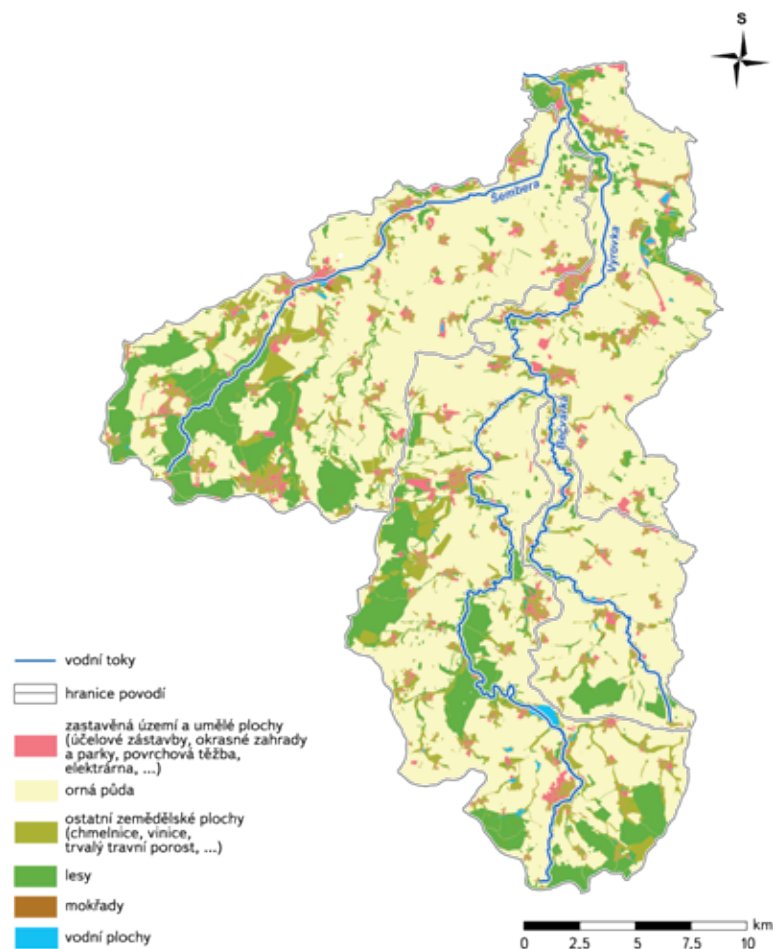 S
Šembera
Výrovka
Bečvárka
vodní toky
hranice povodí
zastavěná území a umělé plochy
(účelové zástavby, okrasné zahrady
a parky, povrchová těžba,
elektrárna, ...)
orná půda
ostatní zemědělské plochy
(chmelnice, vinice,
trvalý travní porost, ...)
lesy
mokřady
vodní plochy
km
0 2.5 5 7.5 10